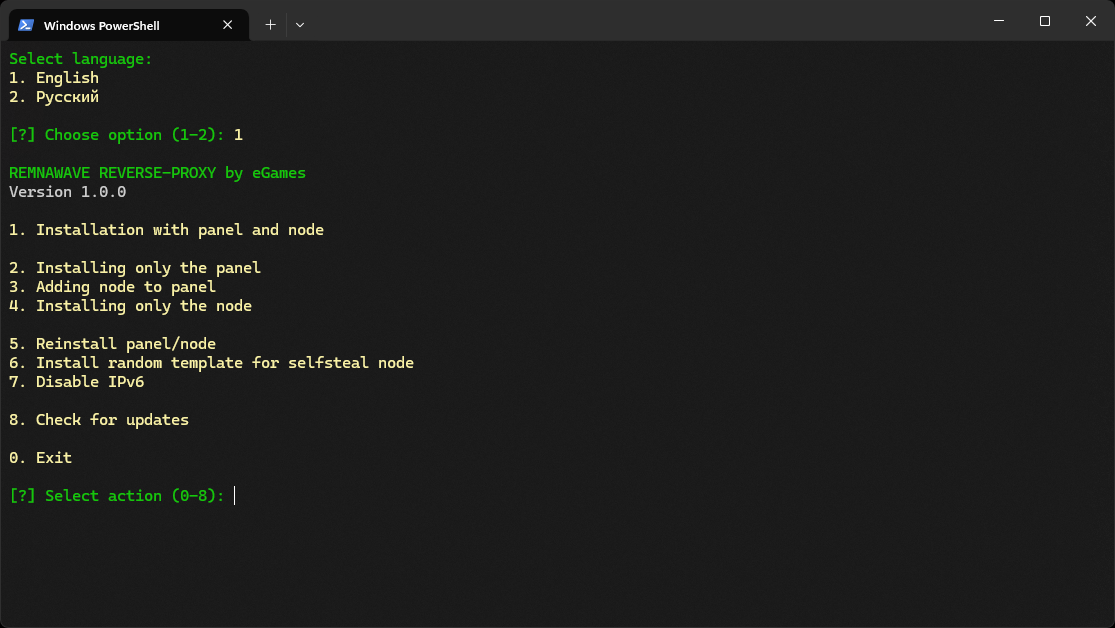 Windows PowerShell
Select language:
1. English
2. Русский
[?] Choose option (1-2): 1
REMNAWAVE REVERSE-PROXY by eGames
Version 1.0.0
1. Installation with panel and node
2. Installing only the panel
3. Adding node to panel
4. Installing only the node
5. Reinstall panel/node
6. Install random template for selfsteal node
7. Disable IPv6
8. Check for updates
0. Exit
[?] Select action (0-8):